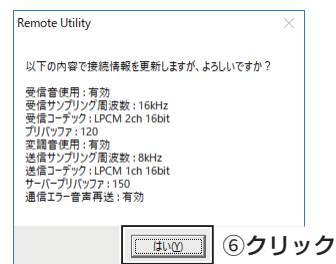 Remote Utility
以下の内容で接続情報を更新しますが、よろしいですか？
受信音使用：有効
受信サンプリング周波数：16kHz
受信コーデック：LPCM 2ch 16bit
プリバッファ：120
変調音使用：有効
送信サンプリング周波数：8kHz
送信コーデック：LPCM 1ch 16bit
サーバープリバッファ：150
通信エラー音声再送：有効
はい(Y)
⑥クリック